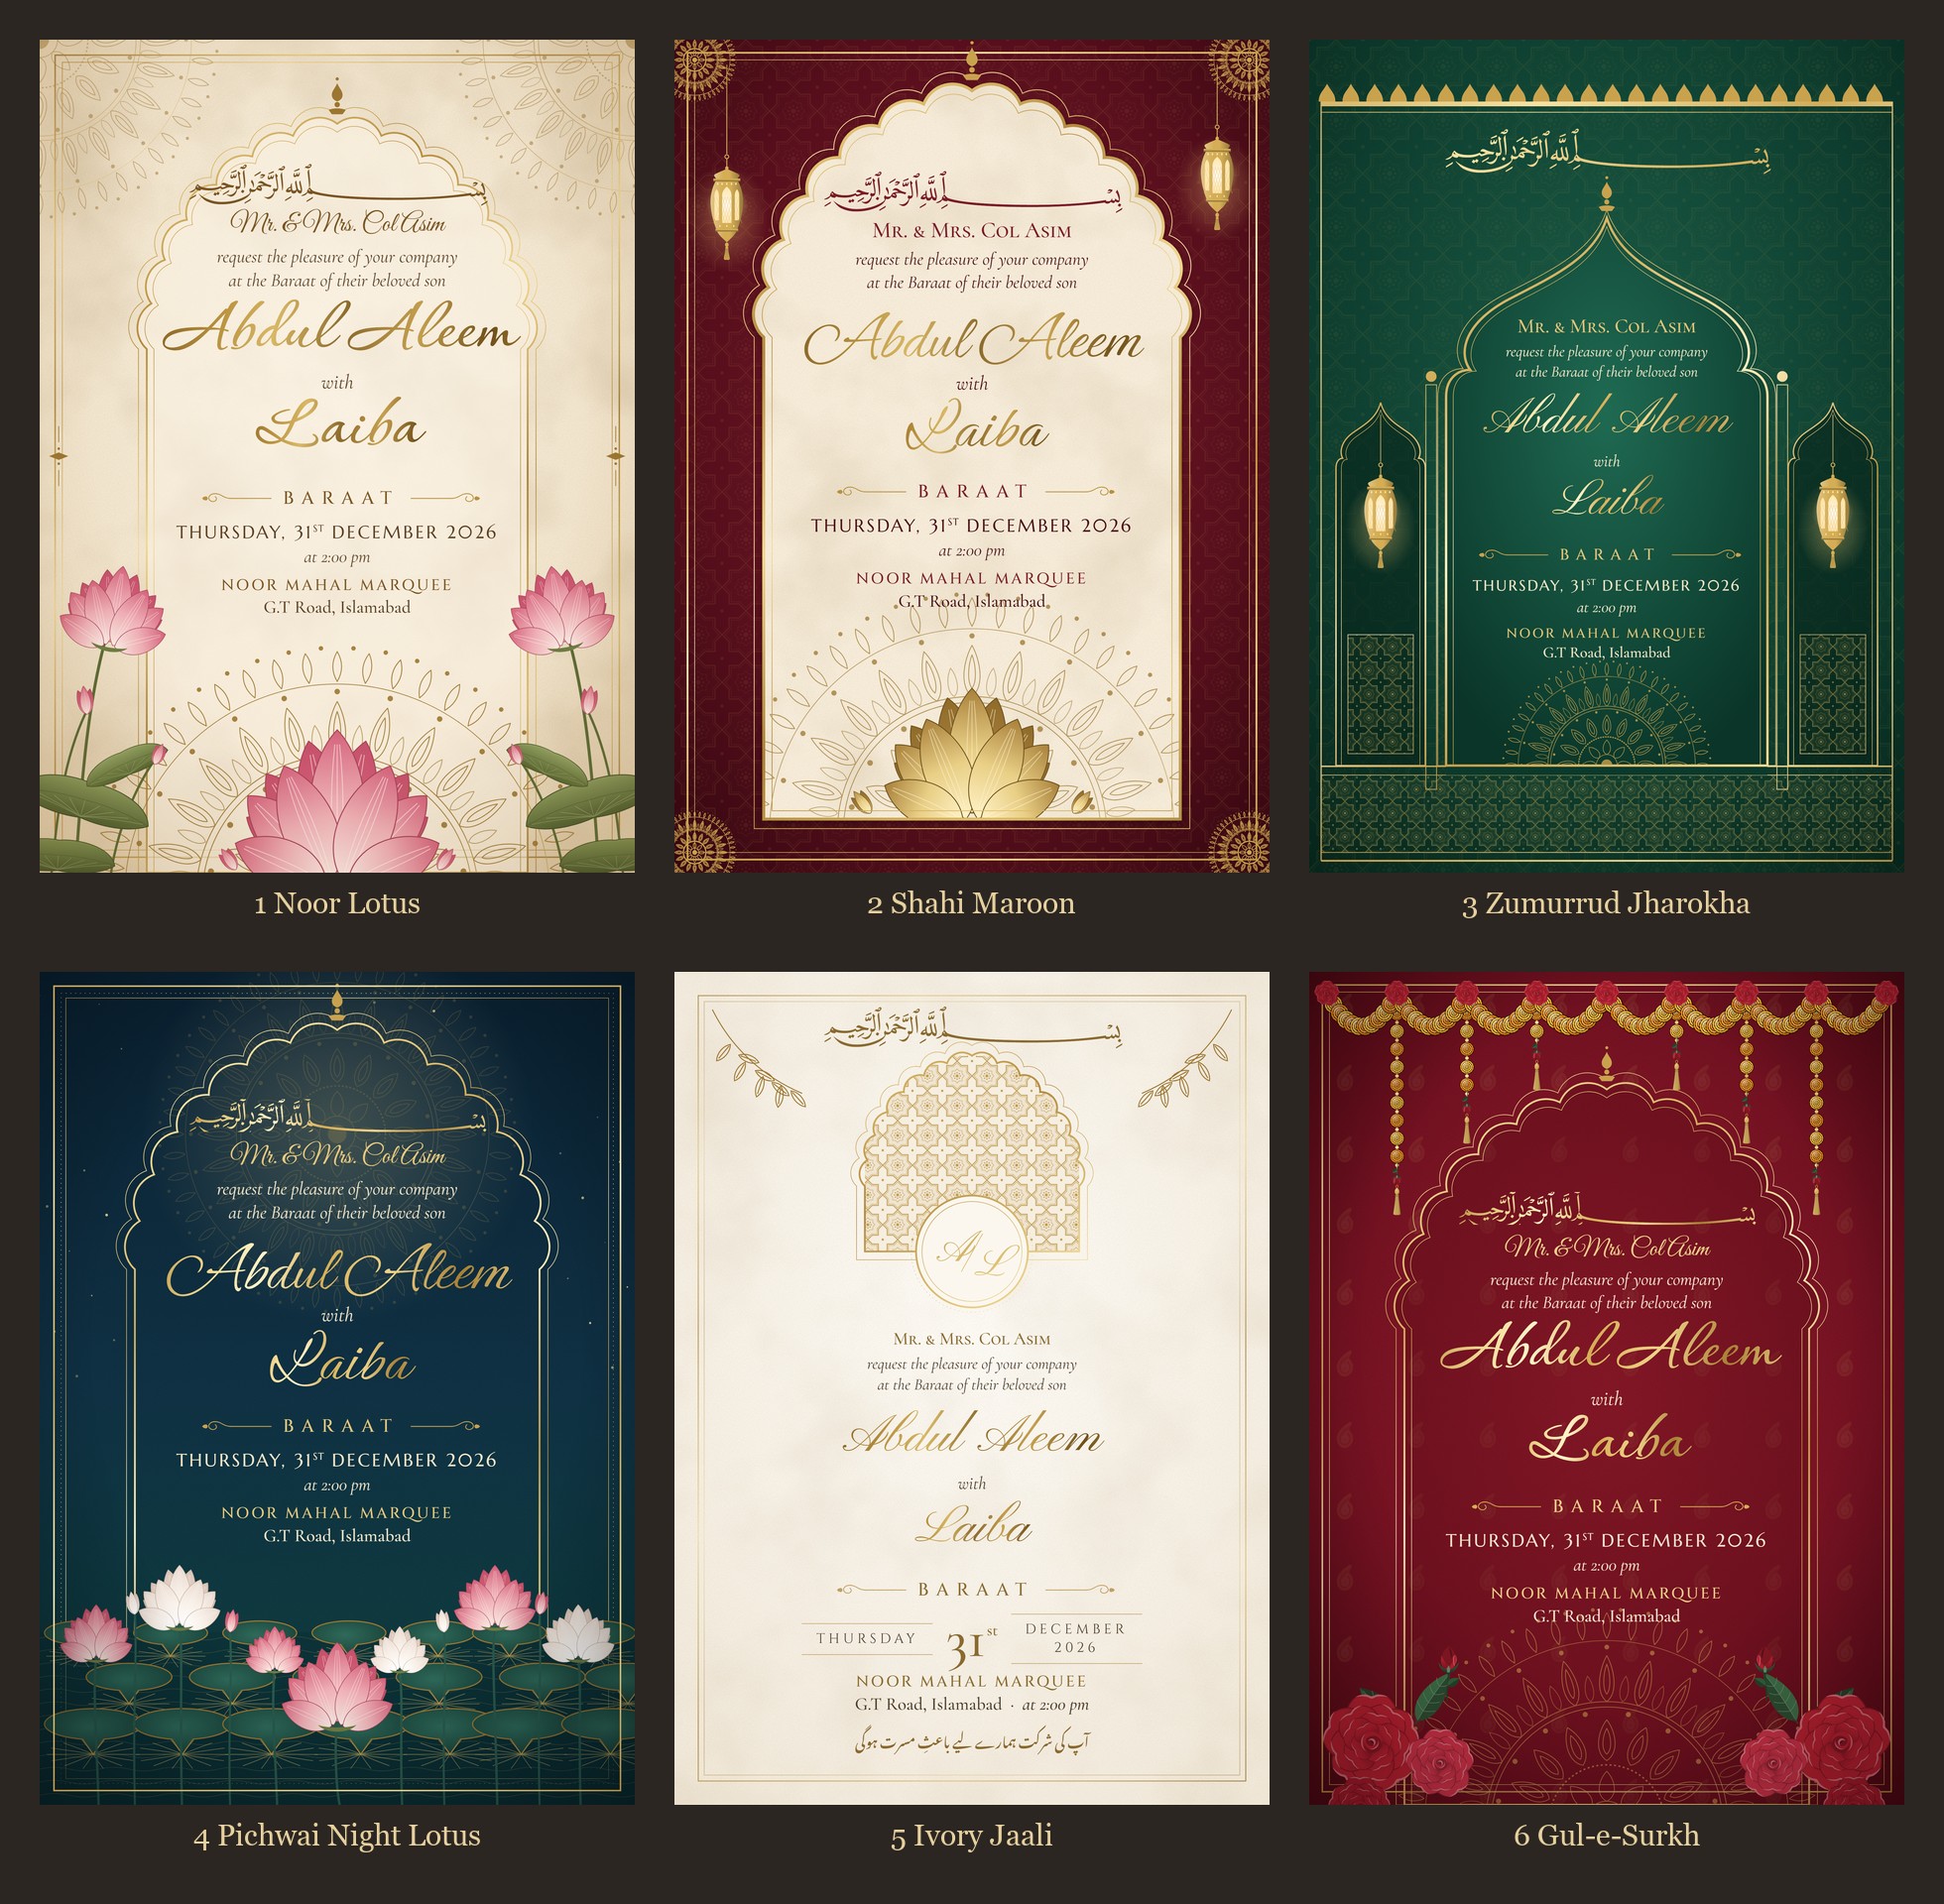 بِسْمِ اللَّهِ الرَّحْمَٰنِ الرَّحِيمِ
Mr. & Mrs. Col Asim
request the pleasure of your company
at the Baraat of their beloved son
Abdul Aleem
with
Laiba
BARAAT
THURSDAY, 31ST DECEMBER 2026
at 2:00 pm
NOOR MAHAL MARQUEE
G.T Road, Islamabad
1 Noor Lotus
بِسْمِ اللَّهِ الرَّحْمَٰنِ الرَّحِيمِ
Mr. & Mrs. Col Asim
request the pleasure of your company
at the Baraat of their beloved son
Abdul Aleem
with
Laiba
BARAAT
THURSDAY, 31ST DECEMBER 2026
at 2:00 pm
NOOR MAHAL MARQUEE
G.T Road, Islamabad
2 Shahi Maroon
بِسْمِ اللَّهِ الرَّحْمَٰنِ الرَّحِيمِ
Mr. & Mrs. Col Asim
request the pleasure of your company
at the Baraat of their beloved son
Abdul Aleem
with
Laiba
BARAAT
THURSDAY, 31ST DECEMBER 2026
at 2:00 pm
NOOR MAHAL MARQUEE
G.T Road, Islamabad
3 Zumurrud Jharokha
بِسْمِ اللَّهِ الرَّحْمَٰنِ الرَّحِيمِ
Mr. & Mrs. Col Asim
request the pleasure of your company
at the Baraat of their beloved son
Abdul Aleem
with
Laiba
BARAAT
THURSDAY, 31ST DECEMBER 2026
at 2:00 pm
NOOR MAHAL MARQUEE
G.T Road, Islamabad
4 Pichwai Night Lotus
بِسْمِ اللَّهِ الرَّحْمَٰنِ الرَّحِيمِ
A/L
Mr. & Mrs. Col Asim
request the pleasure of your company
at the Baraat of their beloved son
Abdul Aleem
with
Laiba
BARAAT
THURSDAY 31st DECEMBER 2026
NOOR MAHAL MARQUEE
G.T Road, Islamabad · at 2:00 pm
آپ کی شرکت ہمارے لیے باعثِ مسرت ہوگی
5 Ivory Jaali
بِسْمِ اللَّهِ الرَّحْمَٰنِ الرَّحِيمِ
Mr. & Mrs. Col Asim
request the pleasure of your company
at the Baraat of their beloved son
Abdul Aleem
with
Laiba
BARAAT
THURSDAY, 31ST DECEMBER 2026
at 2:00 pm
NOOR MAHAL MARQUEE
G.T Road, Islamabad
6 Gul-e-Surkh